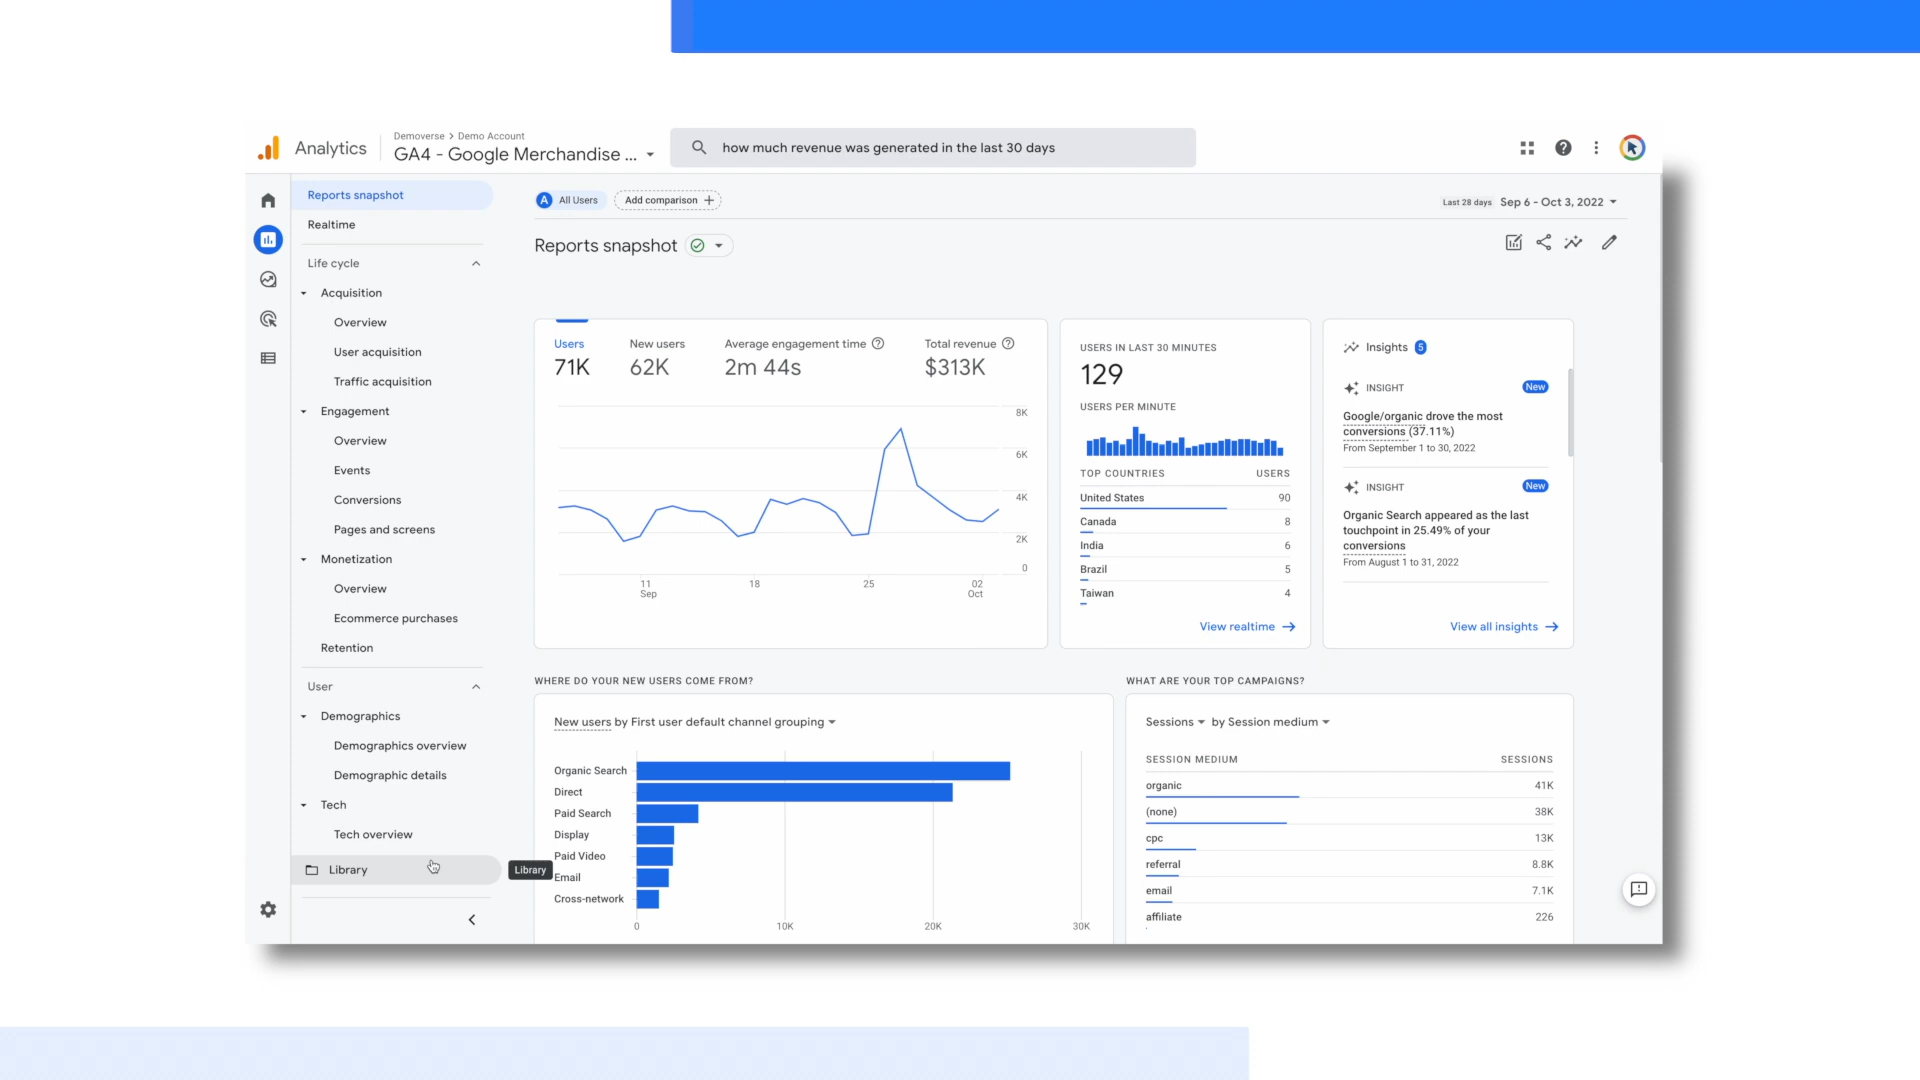 Analytics
Demoverse > Demo Account
GA4 - Google Merchandise ...
how much revenue was generated in the last 30 days
Reports snapshot
Realtime
Life cycle
Acquisition
Overview
User acquisition
Traffic acquisition
Engagement
Overview
Events
Conversions
Pages and screens
Monetization
Overview
Ecommerce purchases
Retention
User
Demographics
Demographics overview
Demographic details
Tech
Tech overview
Library
Library
A All Users
Add comparison +
Last 28 days Sep 6 - Oct 3, 2022
Reports snapshot
Users
71K
New users
62K
Average engagement time
2m 44s
Total revenue
$313K
8K
6K
4K
2K
0
11
Sep
18
25
02
Oct
USERS IN LAST 30 MINUTES
129
USERS PER MINUTE
TOP COUNTRIES USERS
United States 90
Canada 8
India 6
Brazil 5
Taiwan 4
View realtime
Insights 5
INSIGHT New
Google/organic drove the most
conversions (37.11%)
From September 1 to 30, 2022
INSIGHT New
Organic Search appeared as the last
touchpoint in 25.49% of your
conversions
From August 1 to 31, 2022
View all insights
WHERE DO YOUR NEW USERS COME FROM?
New users by First user default channel grouping
Organic Search
Direct
Paid Search
Display
Paid Video
Email
Cross-network
0 10K 20K 30K
WHAT ARE YOUR TOP CAMPAIGNS?
Sessions by Session medium
SESSION MEDIUM SESSIONS
organic 41K
(none) 38K
cpc 13K
referral 8.8K
email 7.1K
affiliate 226